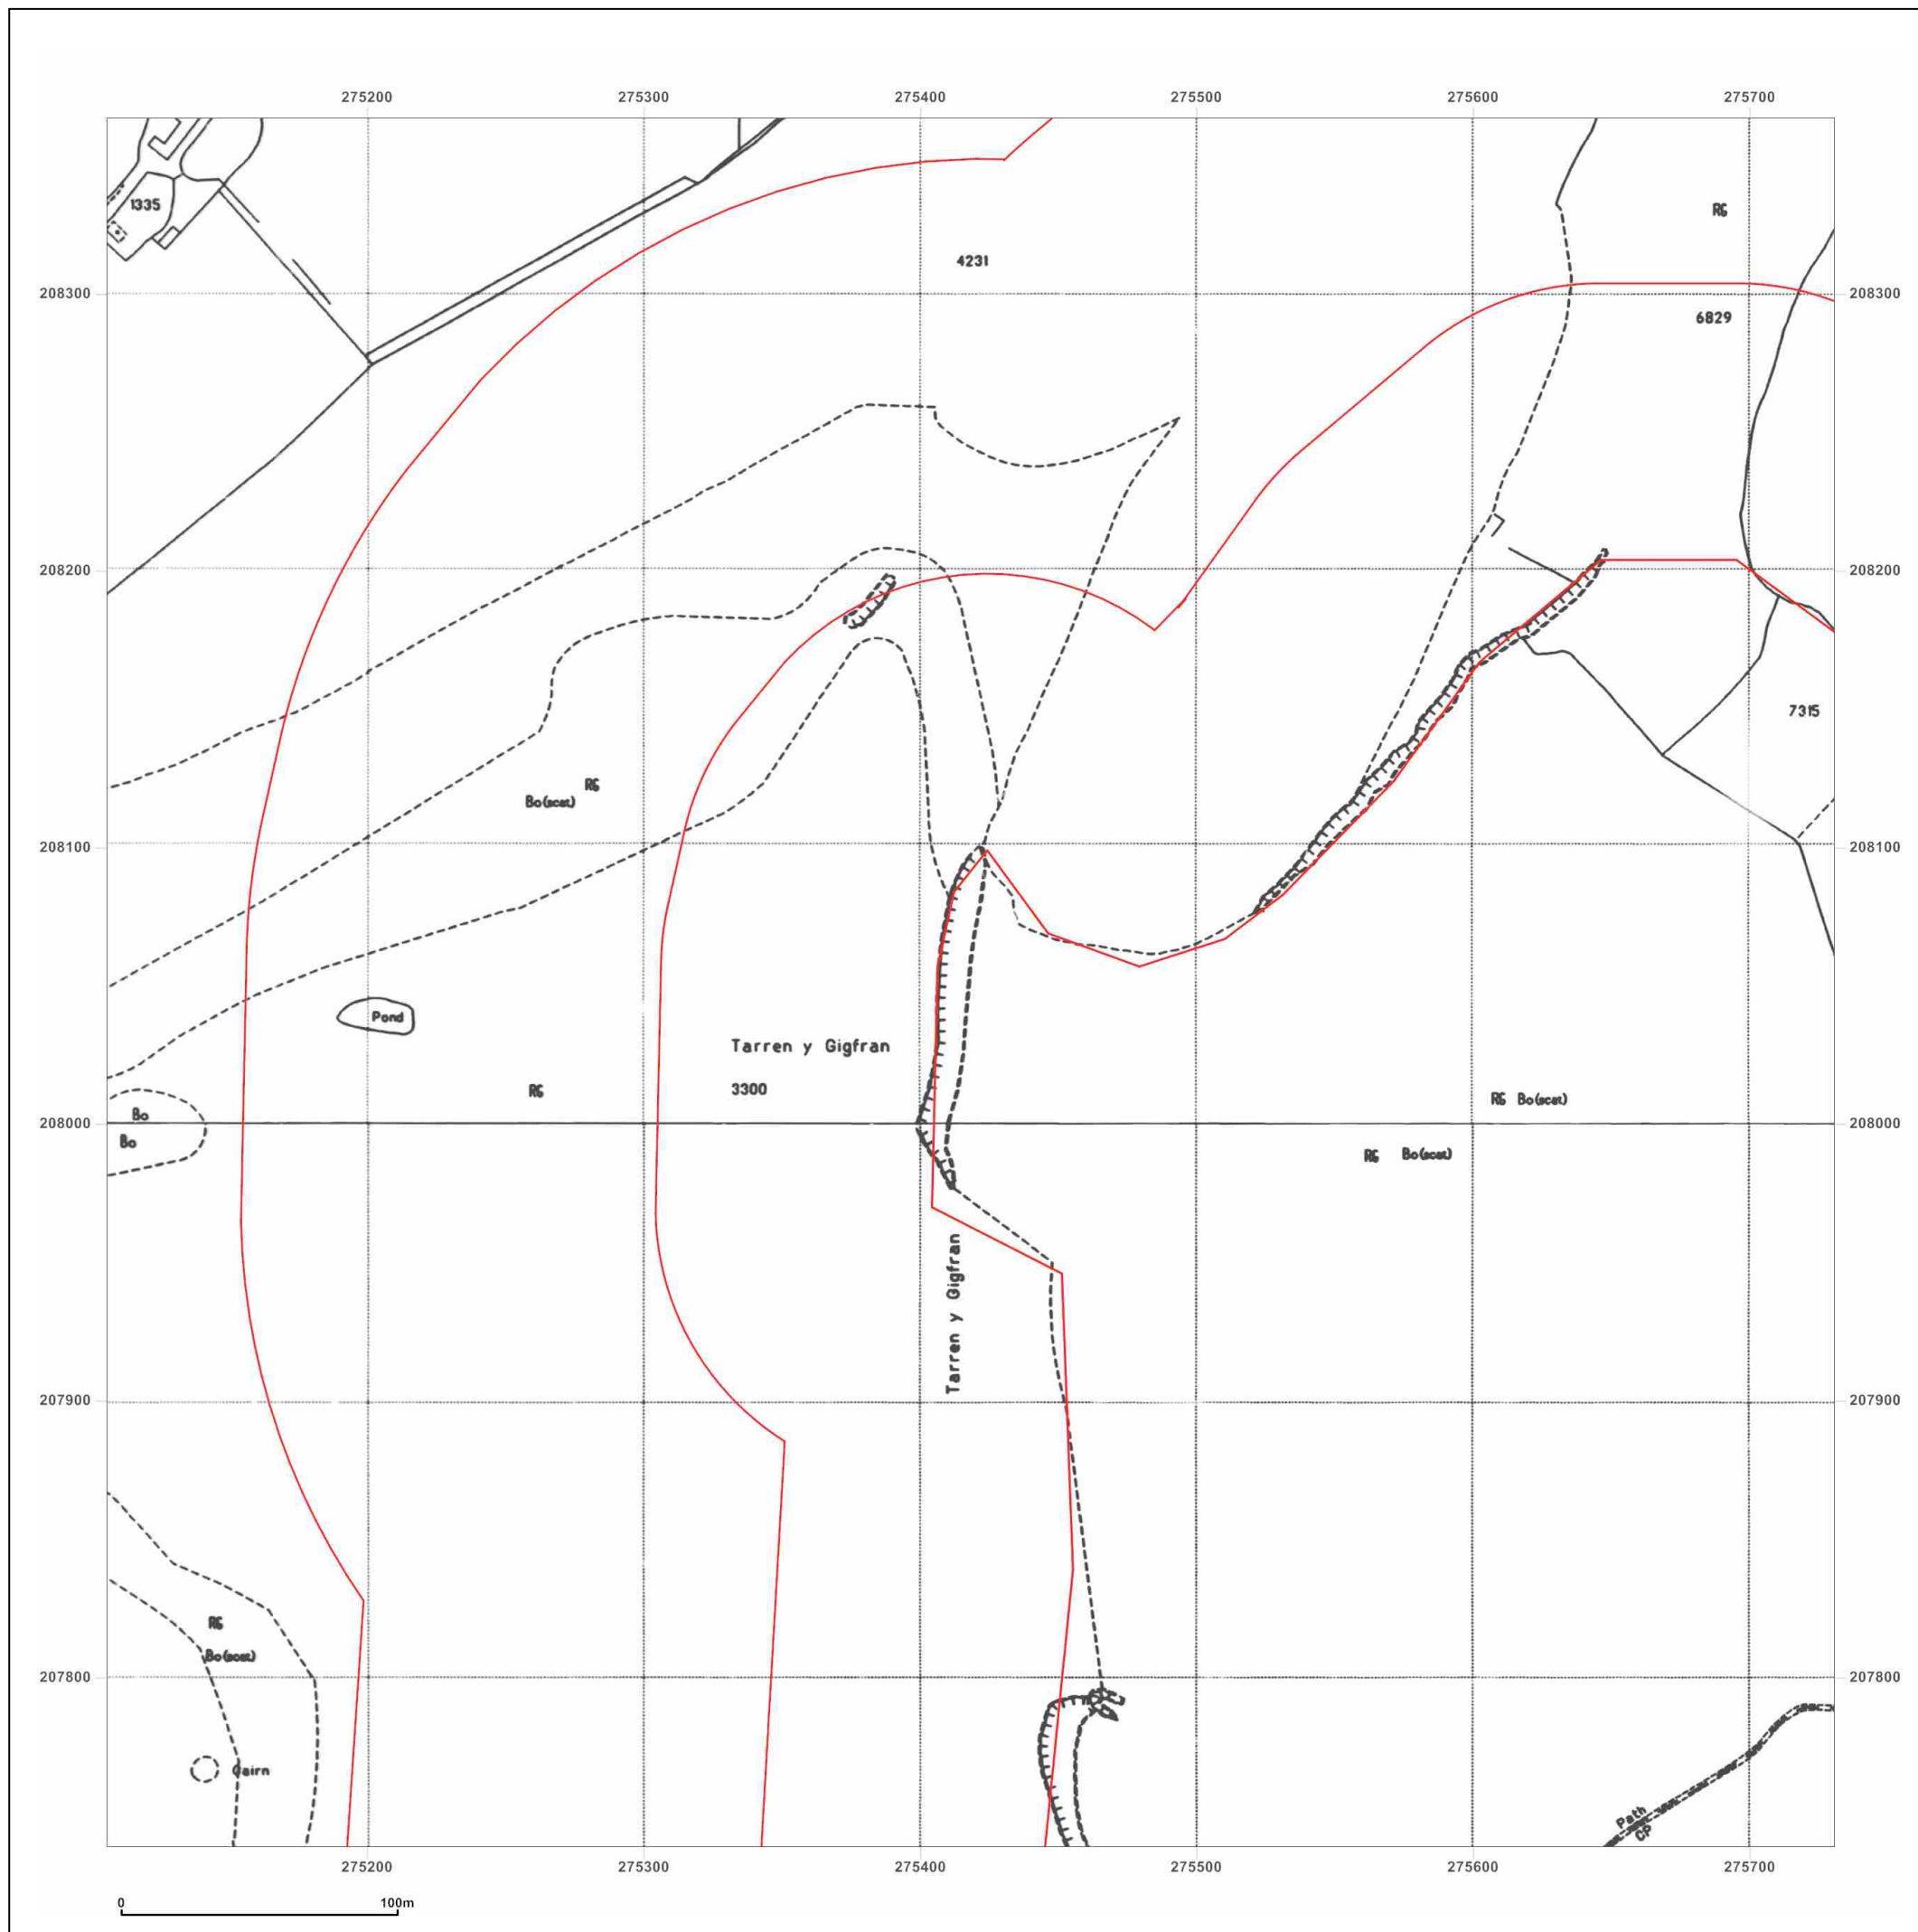 275200 275300 275400 275500 275600 275700
1335
RG
4231
208300 208300
6829
208200 208200
7315
RG
Bo(scat)
208100 208100
Pond
Tarren y Gigfran
RG
3300
RG Bo(scat)
Bo
208000 208000
Bo
RG Bo(scat)
Tarren y Gigfran
207900 207900
RG
Bo(scat)
207800 207800
Cairn
Path
CP
275200 275300 275400 275500 275600 275700
0 100m